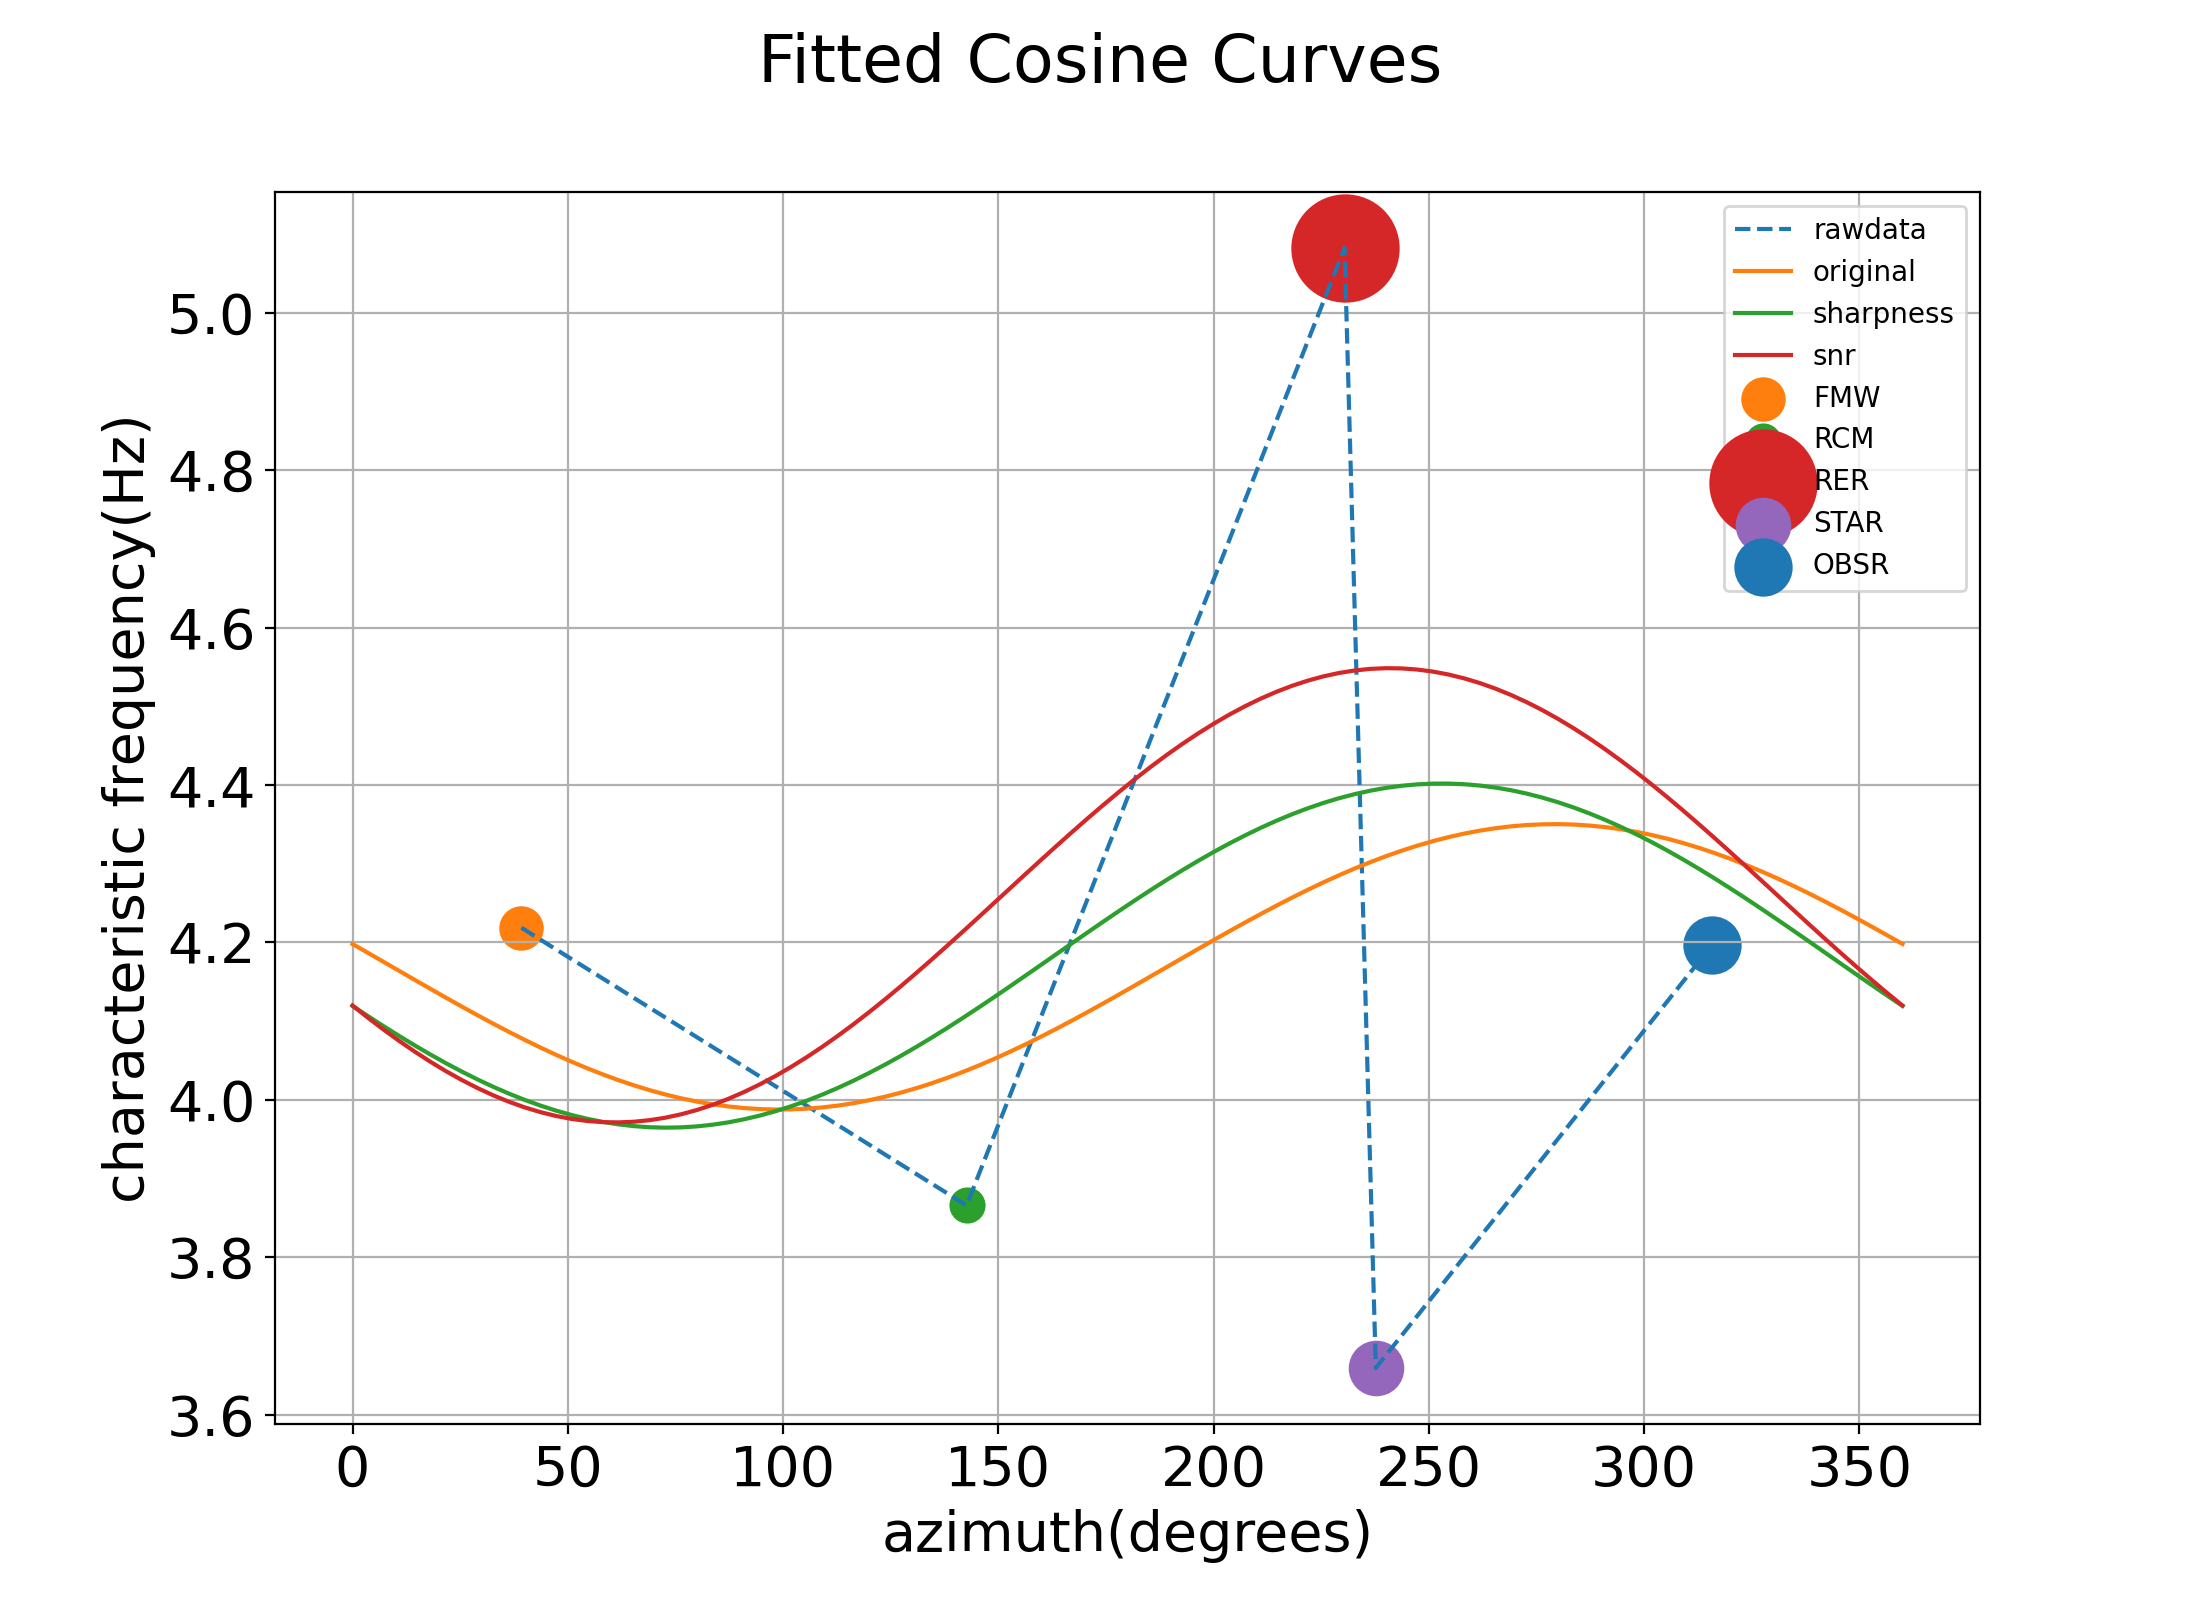 Fitted Cosine Curves
characteristic frequency(Hz)
5.0
4.8
4.6
4.4
4.2
4.0
3.8
3.6
rawdata
original
sharpness
snr
FMW
RCM
RER
STAR
OBSR
0 50 100 150 200 250 300 350
azimuth(degrees)